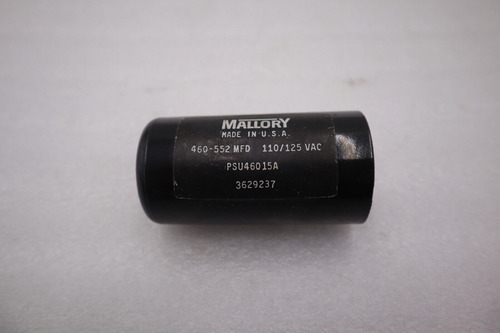 MALLORY
MADE IN U.S.A.
460-552 MFD 110/125 VAC
PSU46015A
3629237